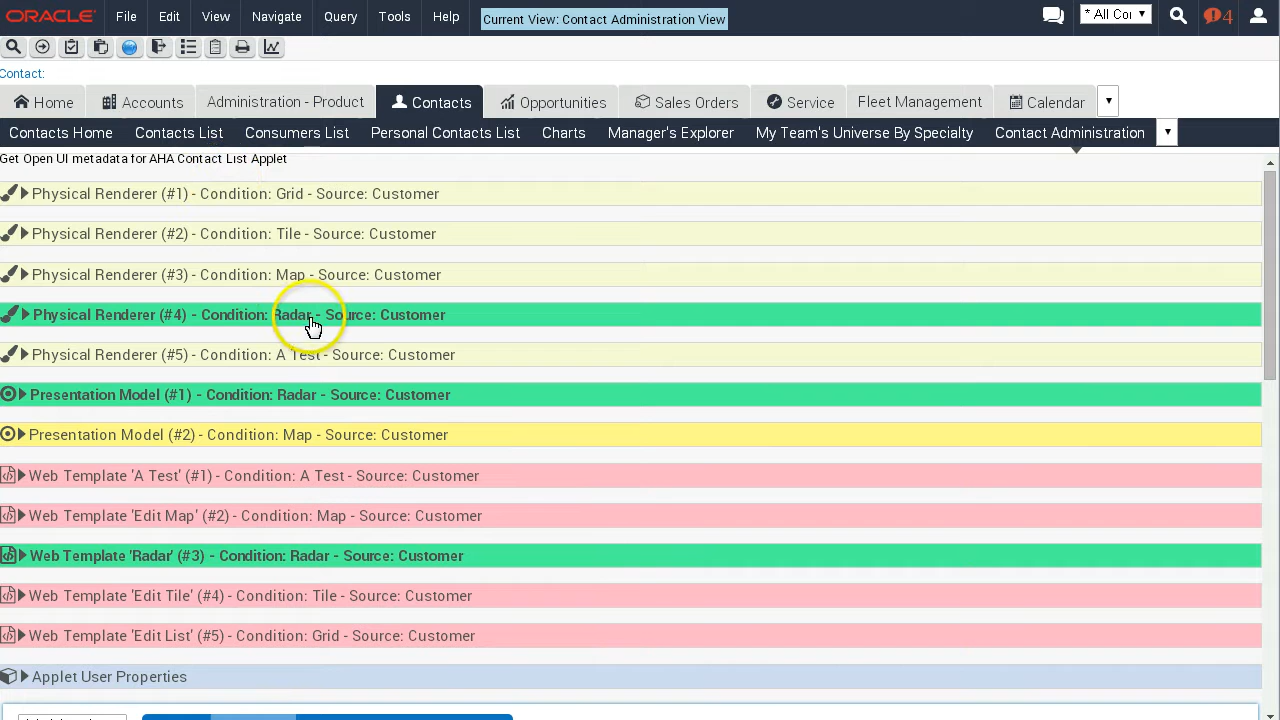 ORACLE File Edit View Navigate Query Tools Help Current View: Contact Administration View * All Coı 4
Contact:
Home Accounts Administration - Product Contacts Opportunities Sales Orders Service Fleet Management Calendar
Contacts Home Contacts List Consumers List Personal Contacts List Charts Manager's Explorer My Team's Universe By Specialty Contact Administration
Get Open UI metadata for AHA Contact List Applet
Physical Renderer (#1) - Condition: Grid - Source: Customer
Physical Renderer (#2) - Condition: Tile - Source: Customer
Physical Renderer (#3) - Condition: Map - Source: Customer
Physical Renderer (#4) - Condition: Radar - Source: Customer
Physical Renderer (#5) - Condition: A Test - Source: Customer
Presentation Model (#1) - Condition: Radar - Source: Customer
Presentation Model (#2) - Condition: Map - Source: Customer
Web Template 'A Test' (#1) - Condition: A Test - Source: Customer
Web Template 'Edit Map' (#2) - Condition: Map - Source: Customer
Web Template 'Radar' (#3) - Condition: Radar - Source: Customer
Web Template 'Edit Tile' (#4) - Condition: Tile - Source: Customer
Web Template 'Edit List' (#5) - Condition: Grid - Source: Customer
Applet User Properties